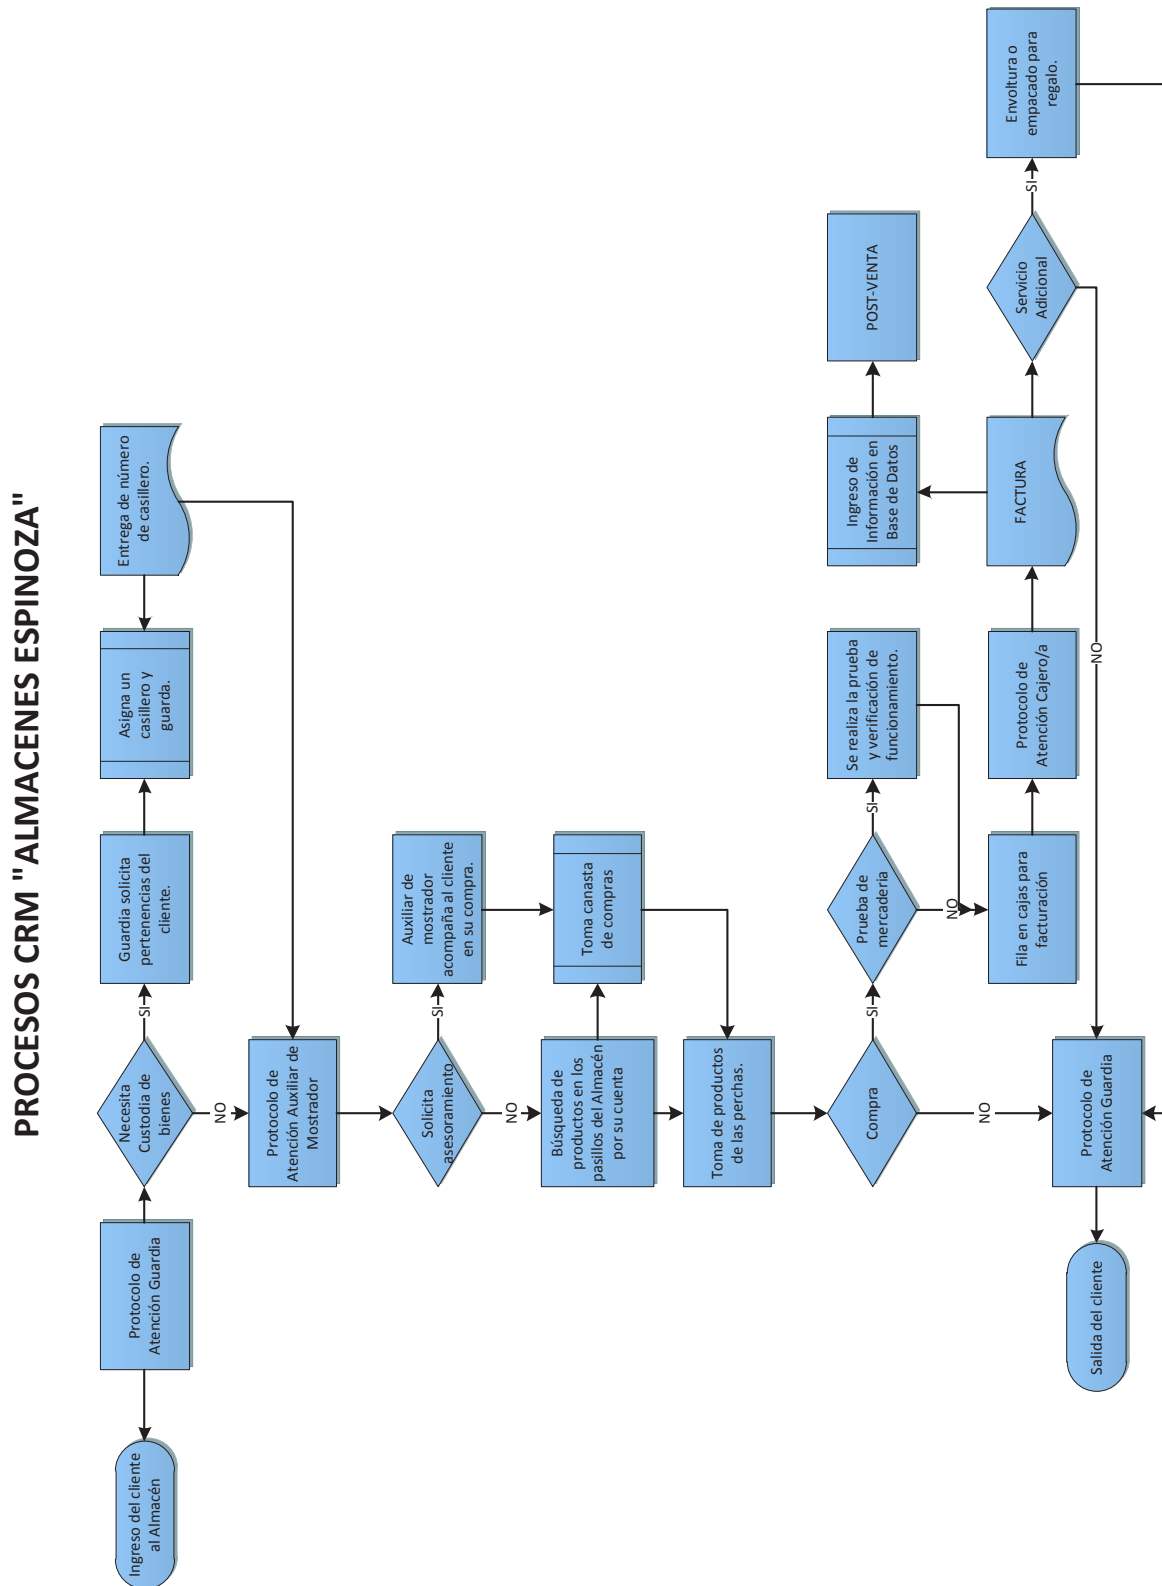 PROCESOS CRM "ALMACENES ESPINOZA"
Ingreso del cliente
al Almacén
Protocolo de
Atención Guardia
Necesita
Custodia de
bienes
SI
Guardia solicita
pertenencias del
cliente.
Asigna un
casillero y
guarda.
Entrega de número
de casillero.
NO
Protocolo de
Atención Auxiliar de
Mostrador
Solicita
asesoramiento
SI
Auxiliar de
mostrador
acompaña al cliente
en su compra.
NO
Búsqueda de
productos en los
pasillos del Almacén
por su cuenta
Toma canasta
de compras
Toma de productos
de las perchas.
Compra
SI
Prueba de
mercaderia
SI
Se realiza la prueba
y verificación de
funcionamiento.
Ingreso de
Información en
Base de Datos
POST-VENTA
NO
NO
Fila en cajas para
facturación
Protocolo de
Atención Cajero/a
FACTURA
Servicio
Adicional
SI
Envoltura o
empacado para
regalo.
NO
Protocolo de
Atención Guardia
Salida del cliente